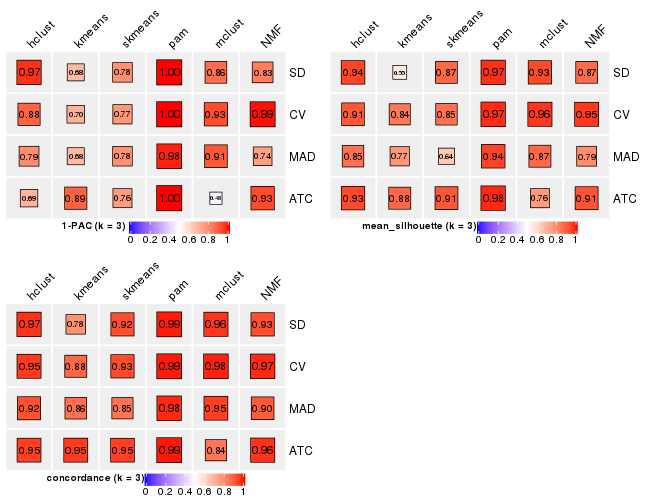 hclust kmeans skmeans pam mclust NMF
0.97 0.68 0.78 1.00 0.86 0.83 SD
0.88 0.70 0.77 1.00 0.93 0.99 CV
0.79 0.68 0.78 0.98 0.91 0.74 MAD
0.69 0.89 0.76 1.00 0.48 0.93 ATC
1-PAC (k = 3)
0 0.2 0.4 0.6 0.8 1
hclust kmeans skmeans pam mclust NMF
0.94 0.55 0.87 0.97 0.93 0.87 SD
0.91 0.84 0.85 0.97 0.96 0.95 CV
0.85 0.77 0.64 0.94 0.87 0.79 MAD
0.93 0.88 0.91 0.98 0.76 0.91 ATC
mean_silhouette (k = 3)
0 0.2 0.4 0.6 0.8 1
hclust kmeans skmeans pam mclust NMF
0.97 0.78 0.92 0.99 0.96 0.93 SD
0.95 0.88 0.93 0.99 0.98 0.97 CV
0.92 0.86 0.85 0.98 0.95 0.90 MAD
0.95 0.95 0.95 0.99 0.84 0.96 ATC
concordance (k = 3)
0 0.2 0.4 0.6 0.8 1